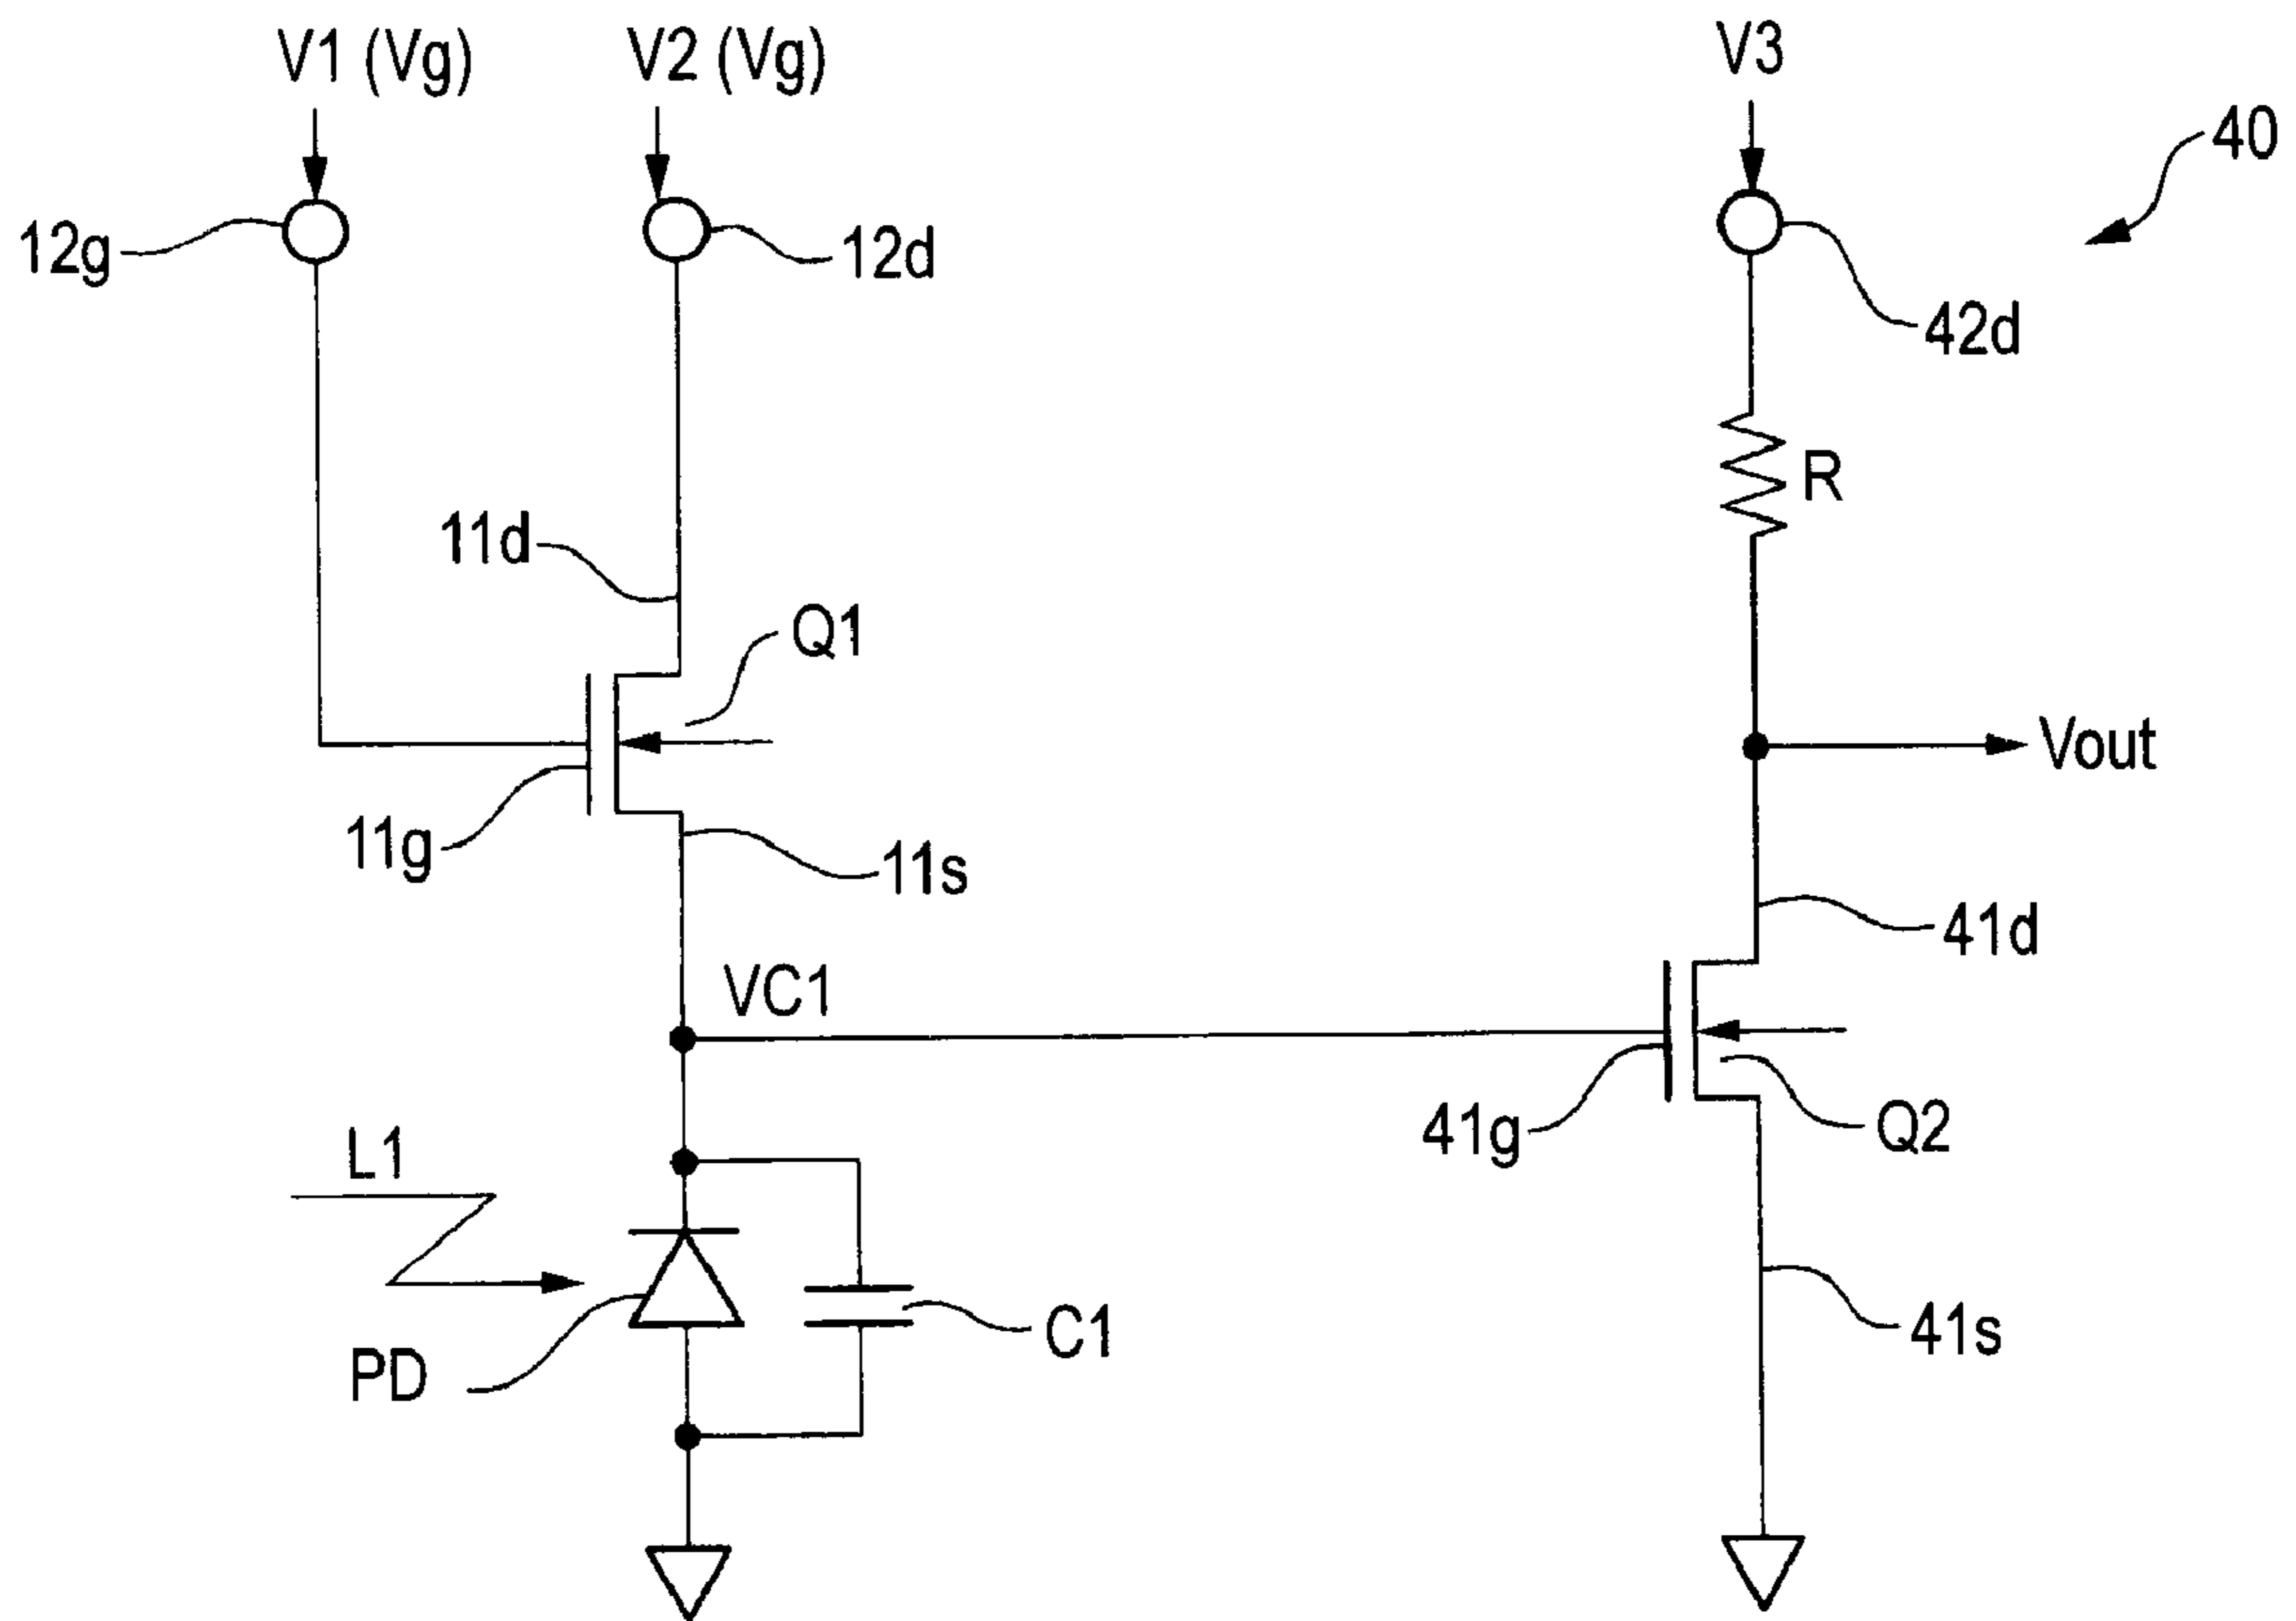 V1 (Vg)
V2 (Vg)
V3
40
12g
12d
42d
R
11d
Q1
Vout
11g
11s
41d
VC1
41g
Q2
L1
PD
C1
41s